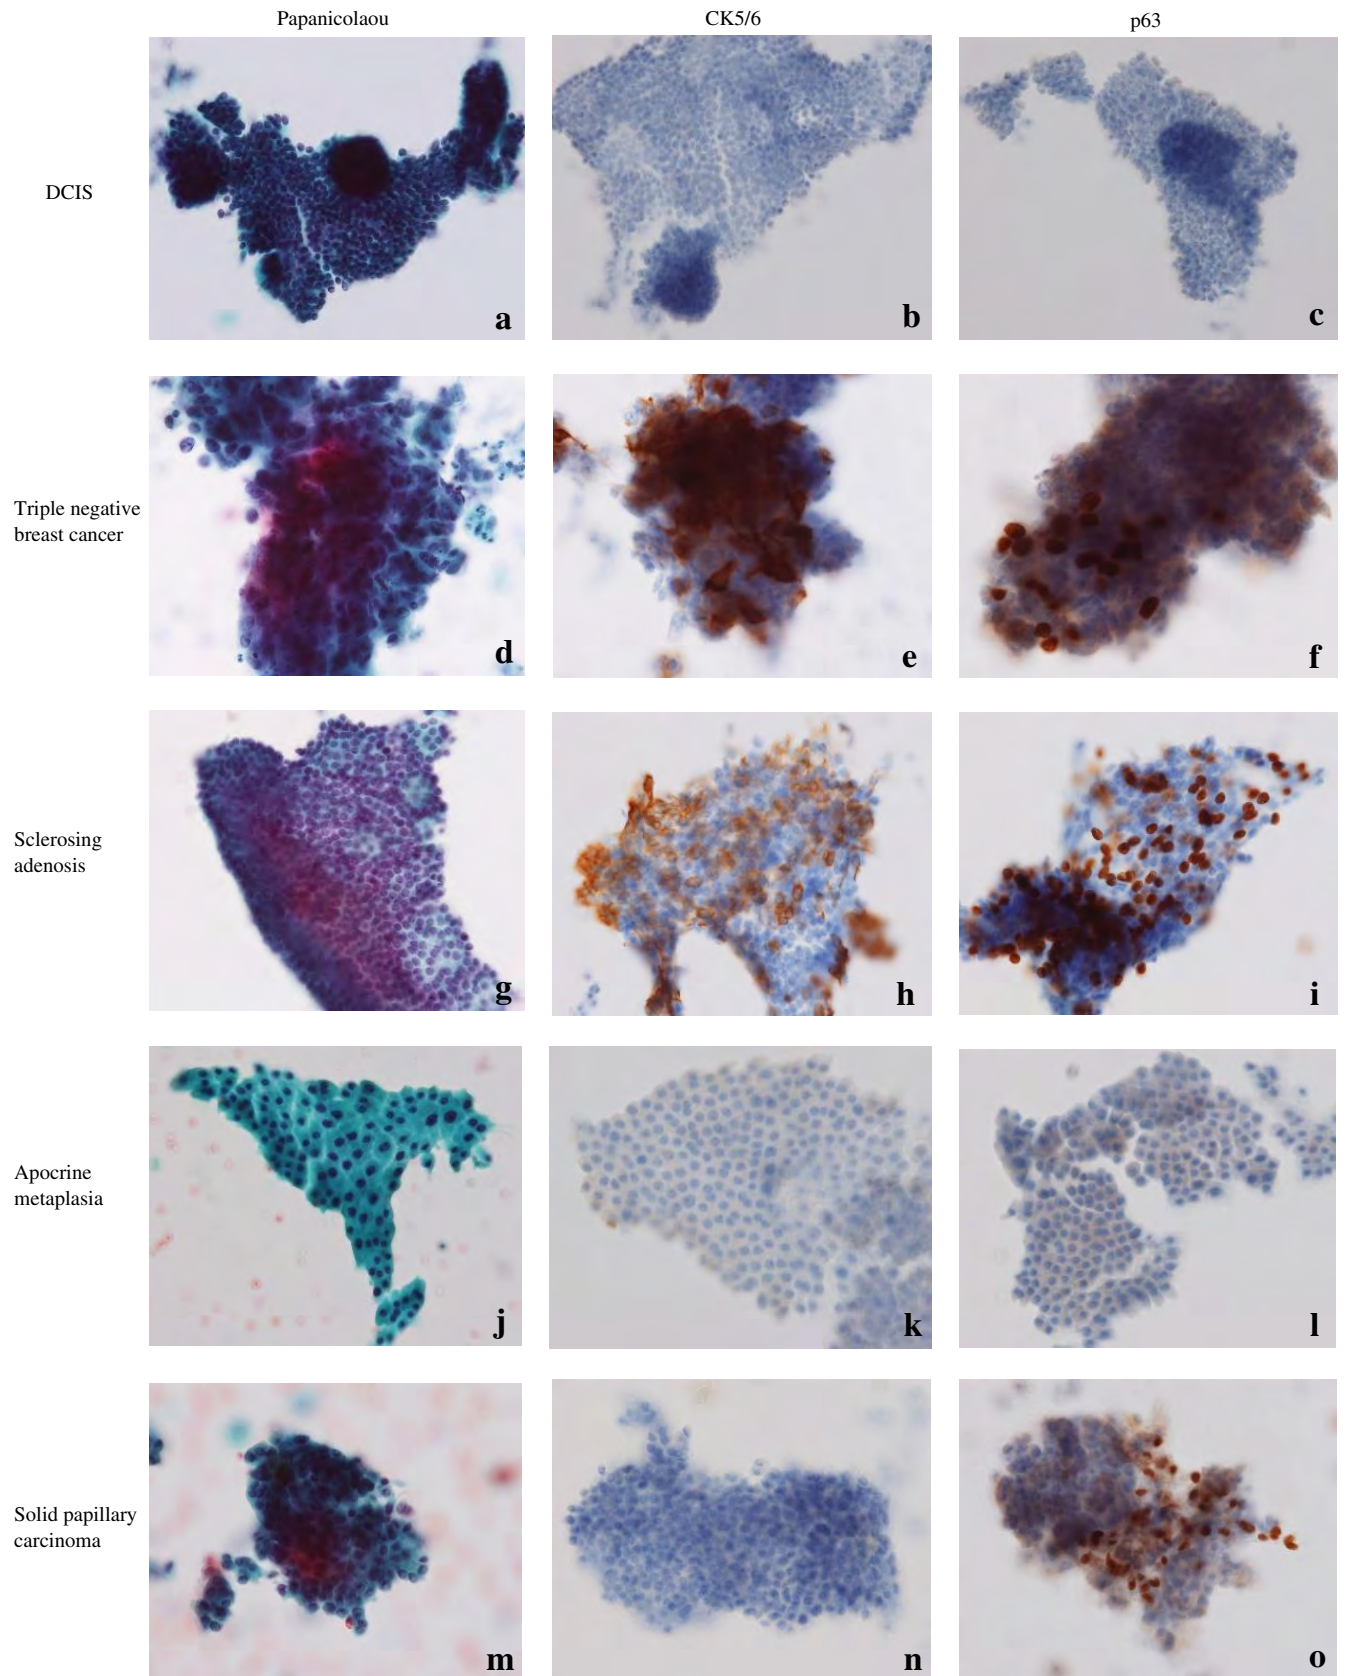 Papanicolaou
CK5/6
p63
DCIS
a
b
c
Triple negative
breast cancer
d
e
f
Sclerosing
adenosis
g
h
i
Apocrine
metaplasia
j
k
l
Solid papillary
carcinoma
m
n
o